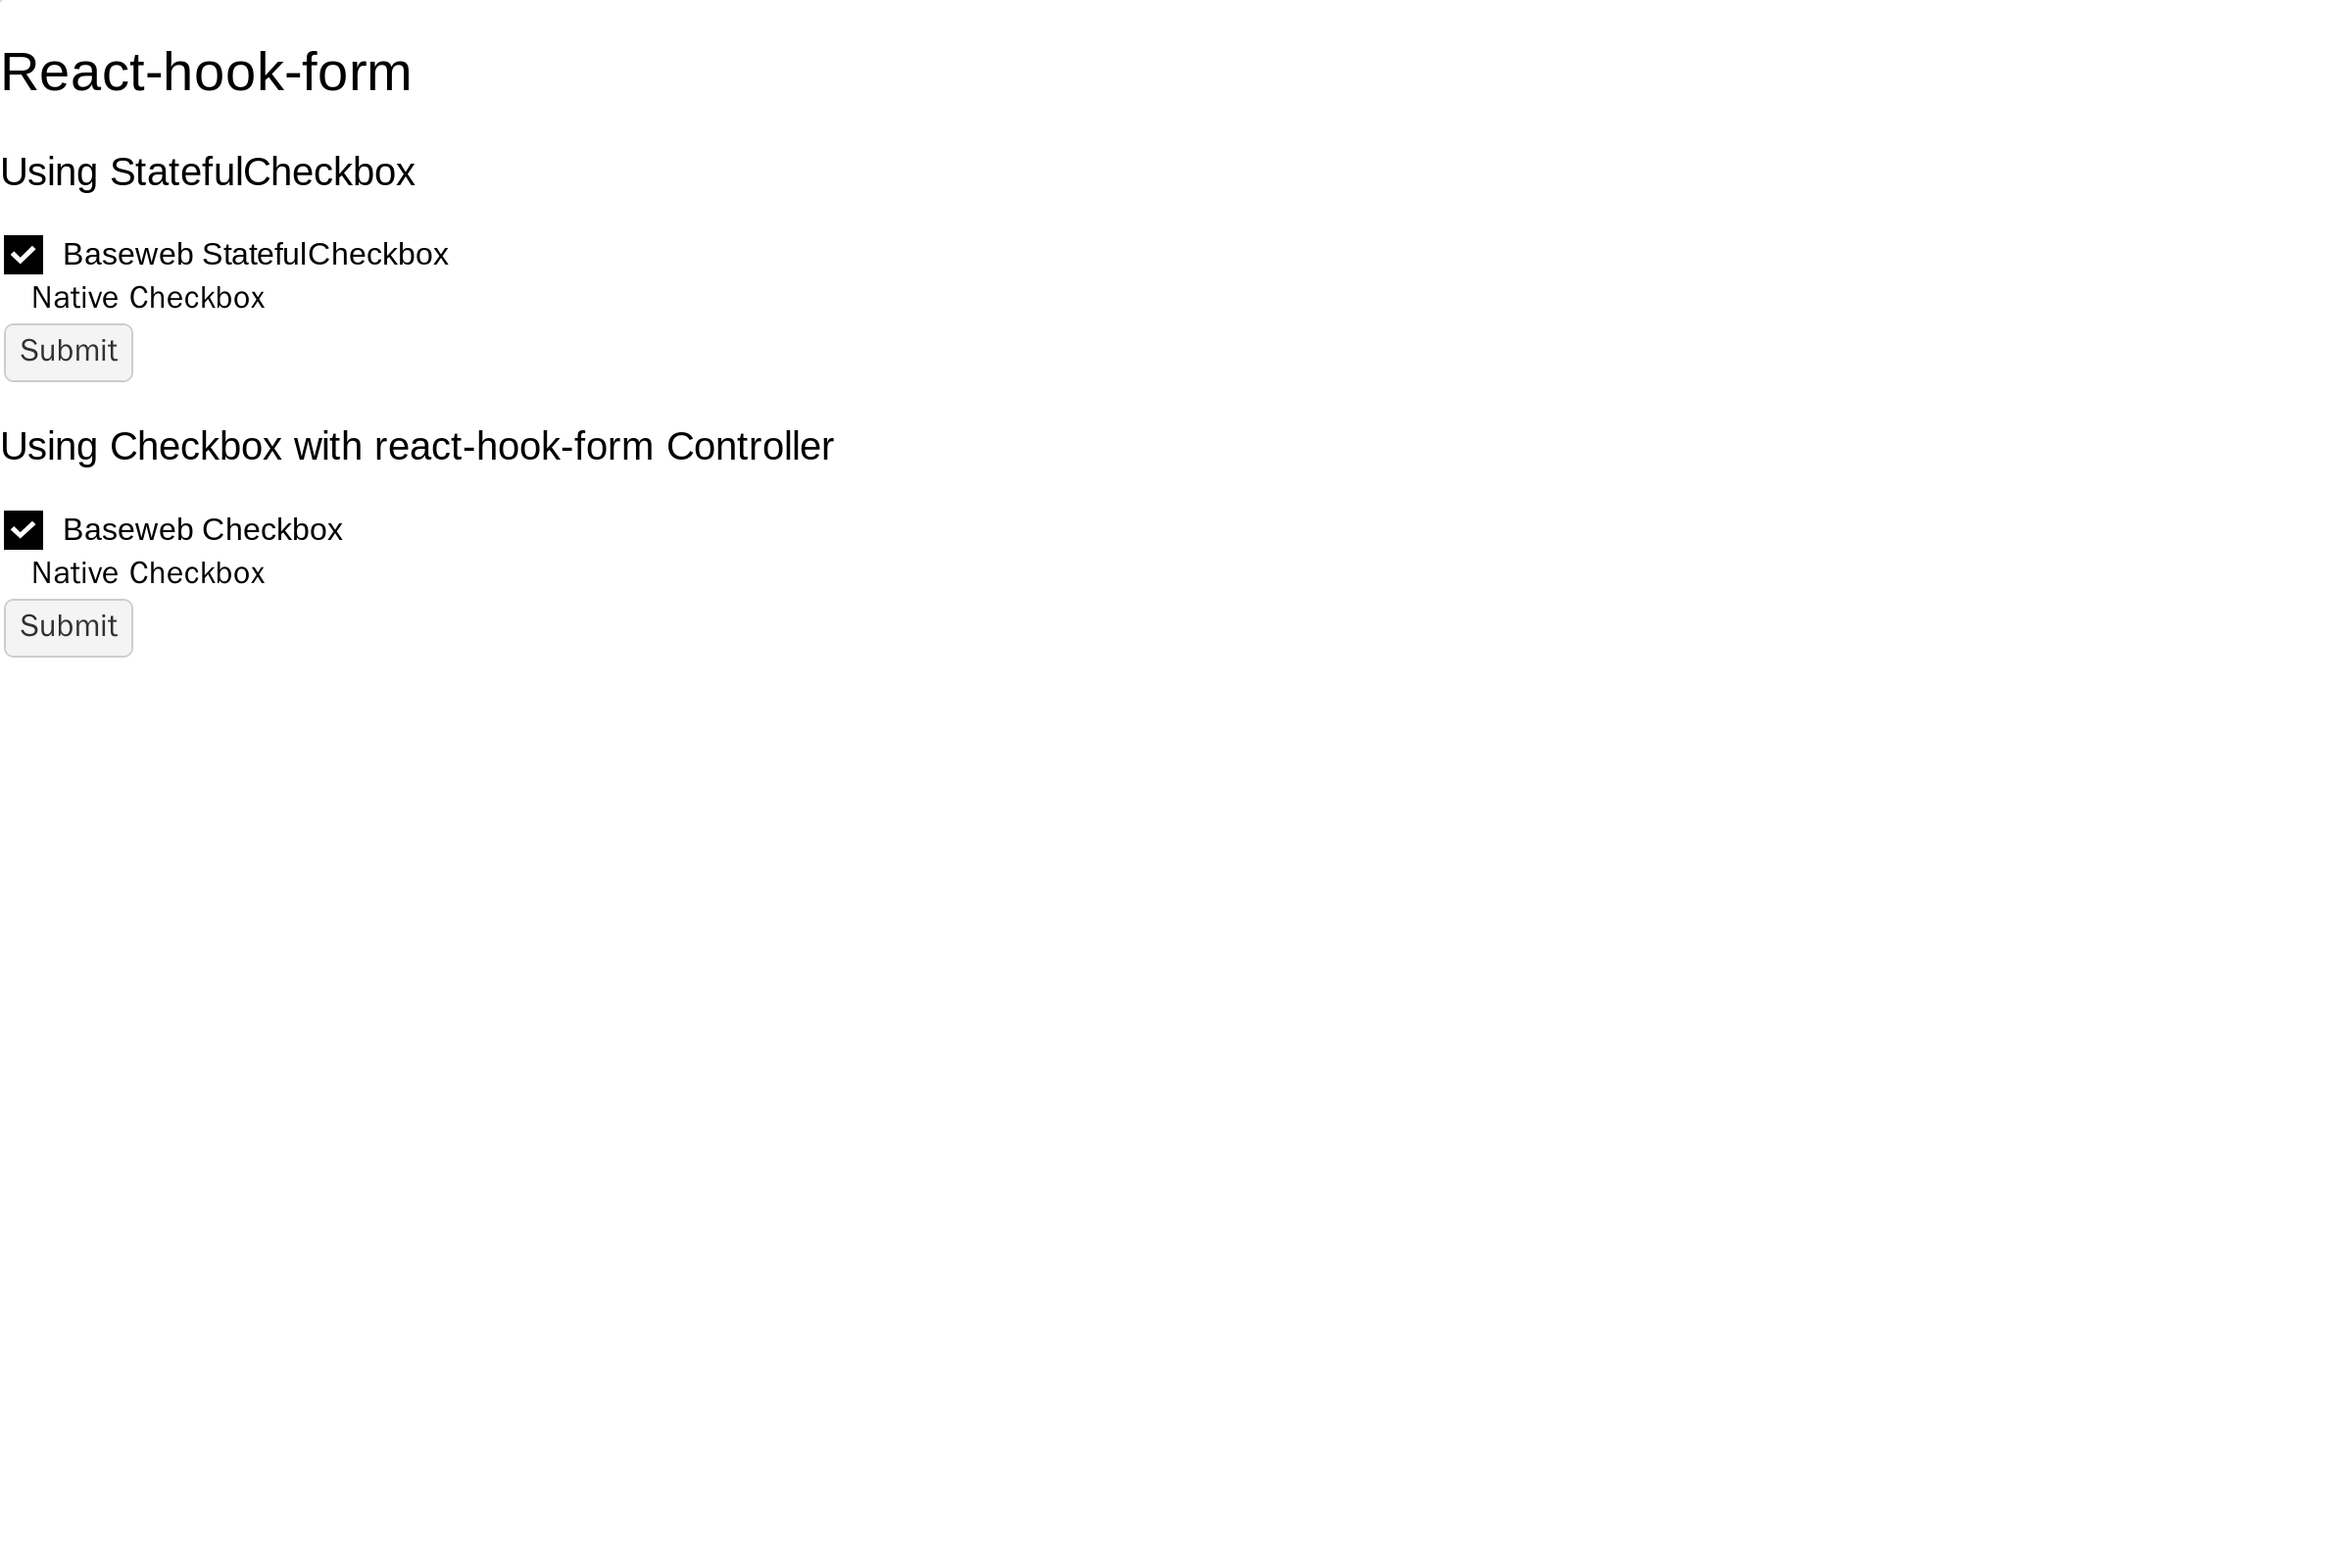 React-hook-form
Using StatefulCheckbox
Baseweb StatefulCheckbox
Native Checkbox
Submit
Using Checkbox with react-hook-form Controller
Baseweb Checkbox
Native Checkbox
Submit